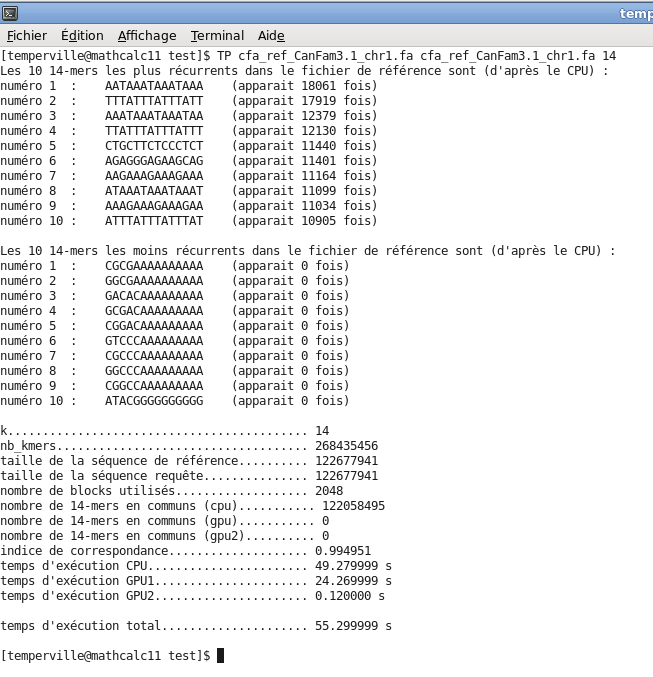 temp
Fichier Édition Affichage Terminal Aide
[temperville@mathcalc11 test]$ TP cfa_ref_CanFam3.1_chr1.fa cfa_ref_CanFam3.1_chr1.fa 14
Les 10 14-mers les plus récurrents dans le fichier de référence sont (d'après le CPU) :
numéro 1  :    AATAAATAAATAAA    (apparait 18061 fois)
numéro 2  :    TTTATTTATTTATT    (apparait 17919 fois)
numéro 3  :    AAATAAATAAATAA    (apparait 12379 fois)
numéro 4  :    TTATTTATTTATTT    (apparait 12130 fois)
numéro 5  :    CTGCTTCTCCCTCT    (apparait 11440 fois)
numéro 6  :    AGAGGGAGAAGCAG    (apparait 11401 fois)
numéro 7  :    AAGAAAGAAAGAAA    (apparait 11164 fois)
numéro 8  :    ATAAATAAATAAAT    (apparait 11099 fois)
numéro 9  :    AAAGAAAGAAAGAA    (apparait 11034 fois)
numéro 10 :    ATTTATTTATTTAT    (apparait 10905 fois)
Les 10 14-mers les moins récurrents dans le fichier de référence sont (d'après le CPU) :
numéro 1  :    CGCGAAAAAAAAAA    (apparait 0 fois)
numéro 2  :    GGCGAAAAAAAAAA    (apparait 0 fois)
numéro 3  :    GACACAAAAAAAAA    (apparait 0 fois)
numéro 4  :    GCGACAAAAAAAAA    (apparait 0 fois)
numéro 5  :    CGGACAAAAAAAAA    (apparait 0 fois)
numéro 6  :    GTCCCAAAAAAAAA    (apparait 0 fois)
numéro 7  :    CGCCCAAAAAAAAA    (apparait 0 fois)
numéro 8  :    GGCCCAAAAAAAAA    (apparait 0 fois)
numéro 9  :    CGGCCAAAAAAAAA    (apparait 0 fois)
numéro 10 :    ATACGGGGGGGGGG    (apparait 0 fois)
k........................................... 14
nb_kmers.................................... 268435456
taille de la séquence de référence.......... 122677941
taille de la séquence requête............... 122677941
nombre de blocks utilisés................... 2048
nombre de 14-mers en communs (cpu)........... 122058495
nombre de 14-mers en communs (gpu)........... 0
nombre de 14-mers en communs (gpu2).......... 0
indice de correspondance.................... 0.994951
temps d'exécution CPU....................... 49.279999 s
temps d'exécution GPU1...................... 24.269999 s
temps d'exécution GPU2...................... 0.120000 s
temps d'exécution total..................... 55.299999 s
[temperville@mathcalc11 test]$